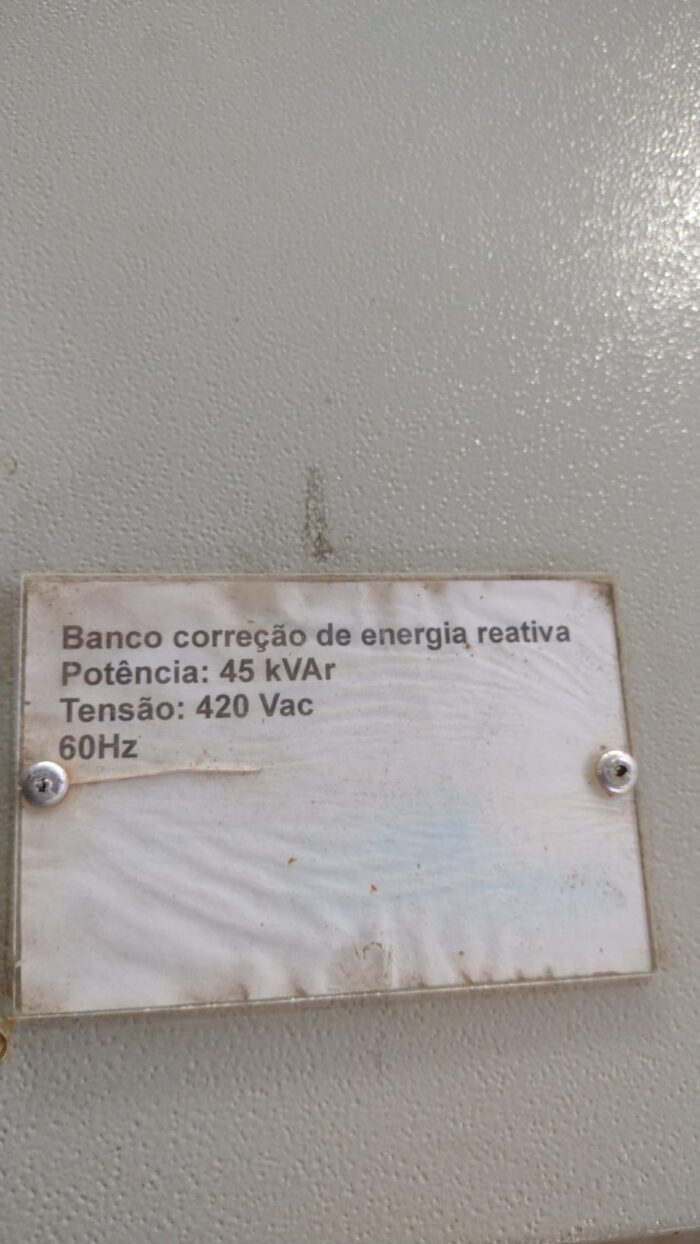 Banco correção de energia reativa
Potência: 45 kVAr
Tensão: 420 Vac
60Hz